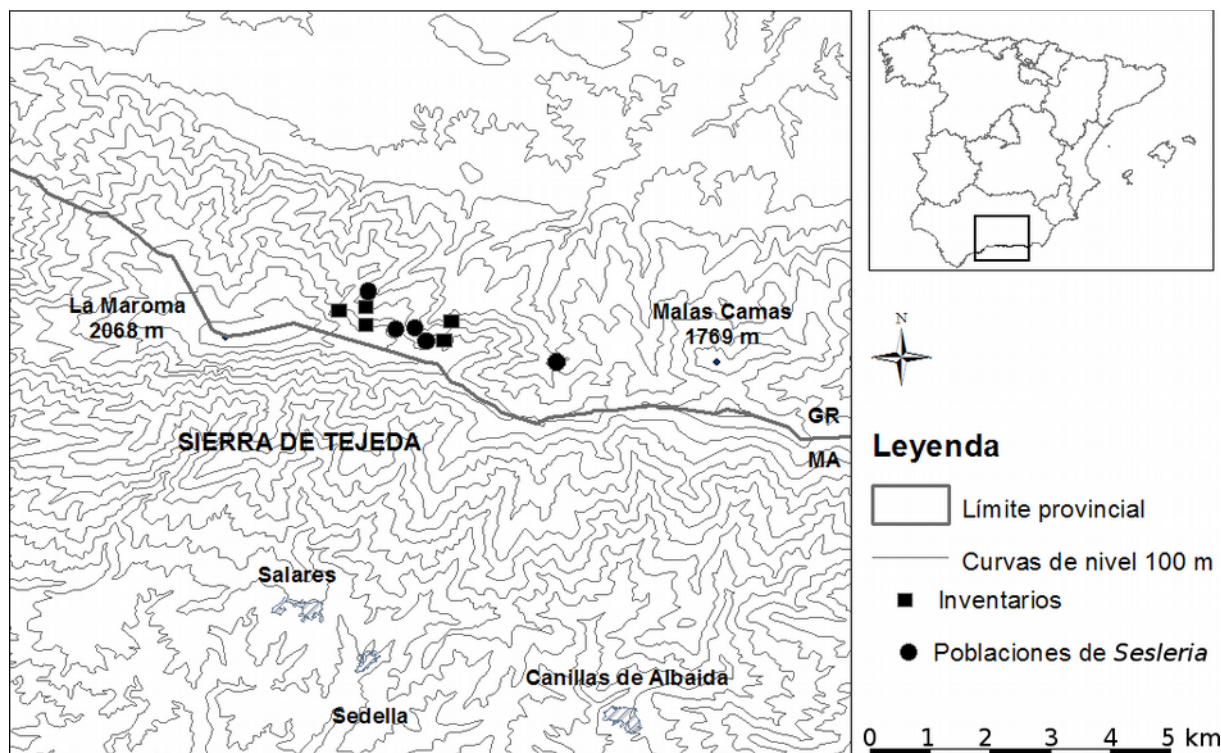 La Maroma
2068 m
Malas Camas
1769 m
SIERRA DE TEJEDA
GR
MA
Salares
Sedella
Canillas de Albaida
N
Leyenda
Límite provincial
Curvas de nivel 100 m
Inventarios
Poblaciones de Sesleria
0 1 2 3 4 5 km